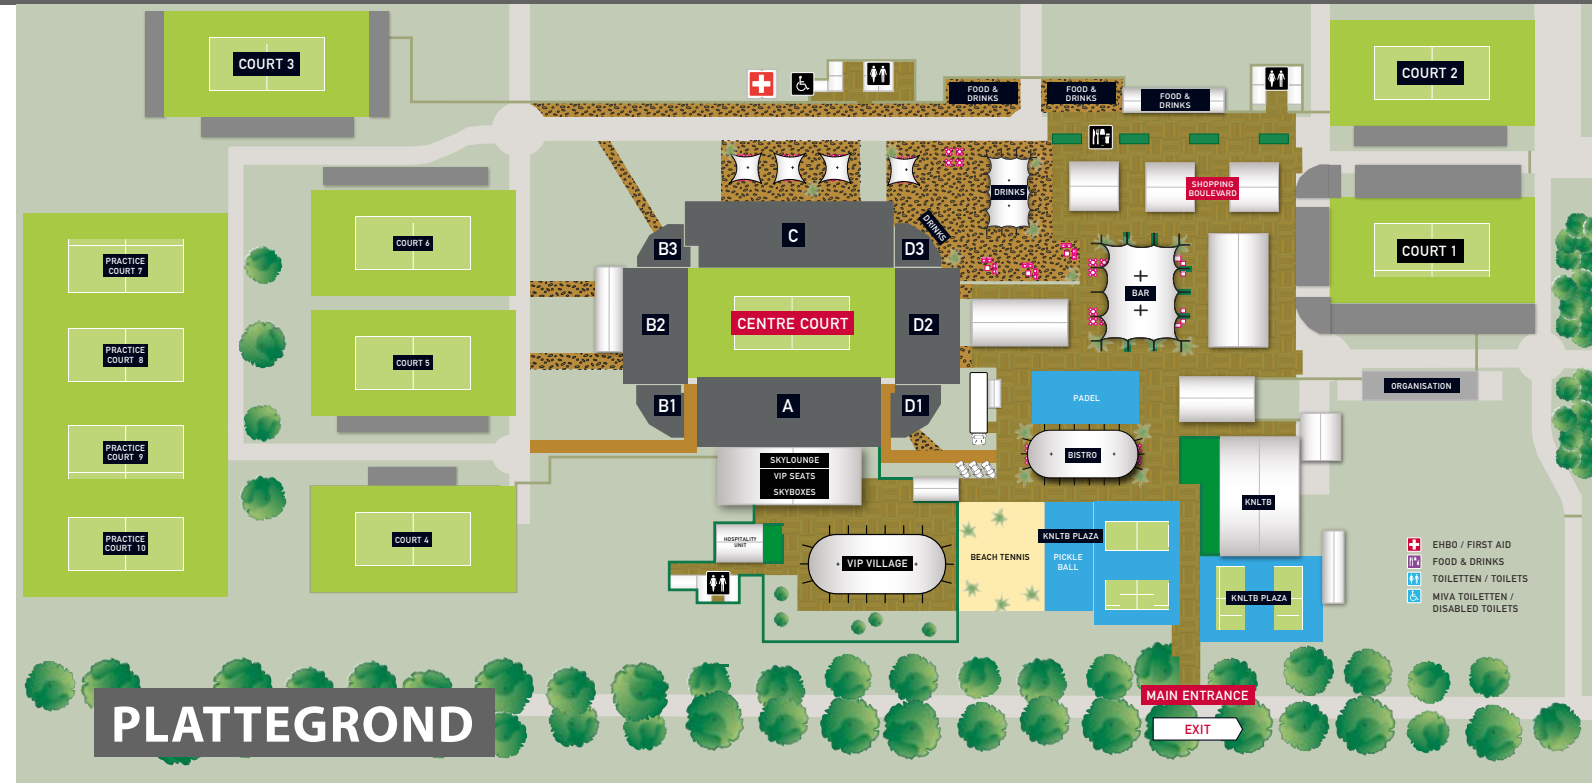 COURT 3
COURT 2
FOOD &
DRINKS
FOOD &
DRINKS
FOOD &
DRINKS
DRINKS
SHOPPING
BOULEVARD
DRINKS
COURT 6
B3
C
D3
COURT 1
PRACTICE
COURT 7
BAR
B2
CENTRE COURT
D2
PRACTICE
COURT 8
COURT 5
ORGANISATION
B1
A
D1
PADEL
PRACTICE
COURT 9
BISTRO
SKYLOUNGE
VIP SEATS
SKYBOXES
KNLTB
PRACTICE
COURT 10
COURT 4
HOSPITALITY
UNIT
VIP VILLAGE
BEACH TENNIS
KNLTB PLAZA
PICKLE
BALL
KNLTB PLAZA
EHBO / FIRST AID
FOOD & DRINKS
TOILETTEN / TOILETS
MIVA TOILETTEN /
DISABLED TOILETS
MAIN ENTRANCE
EXIT
PLATTEGROND